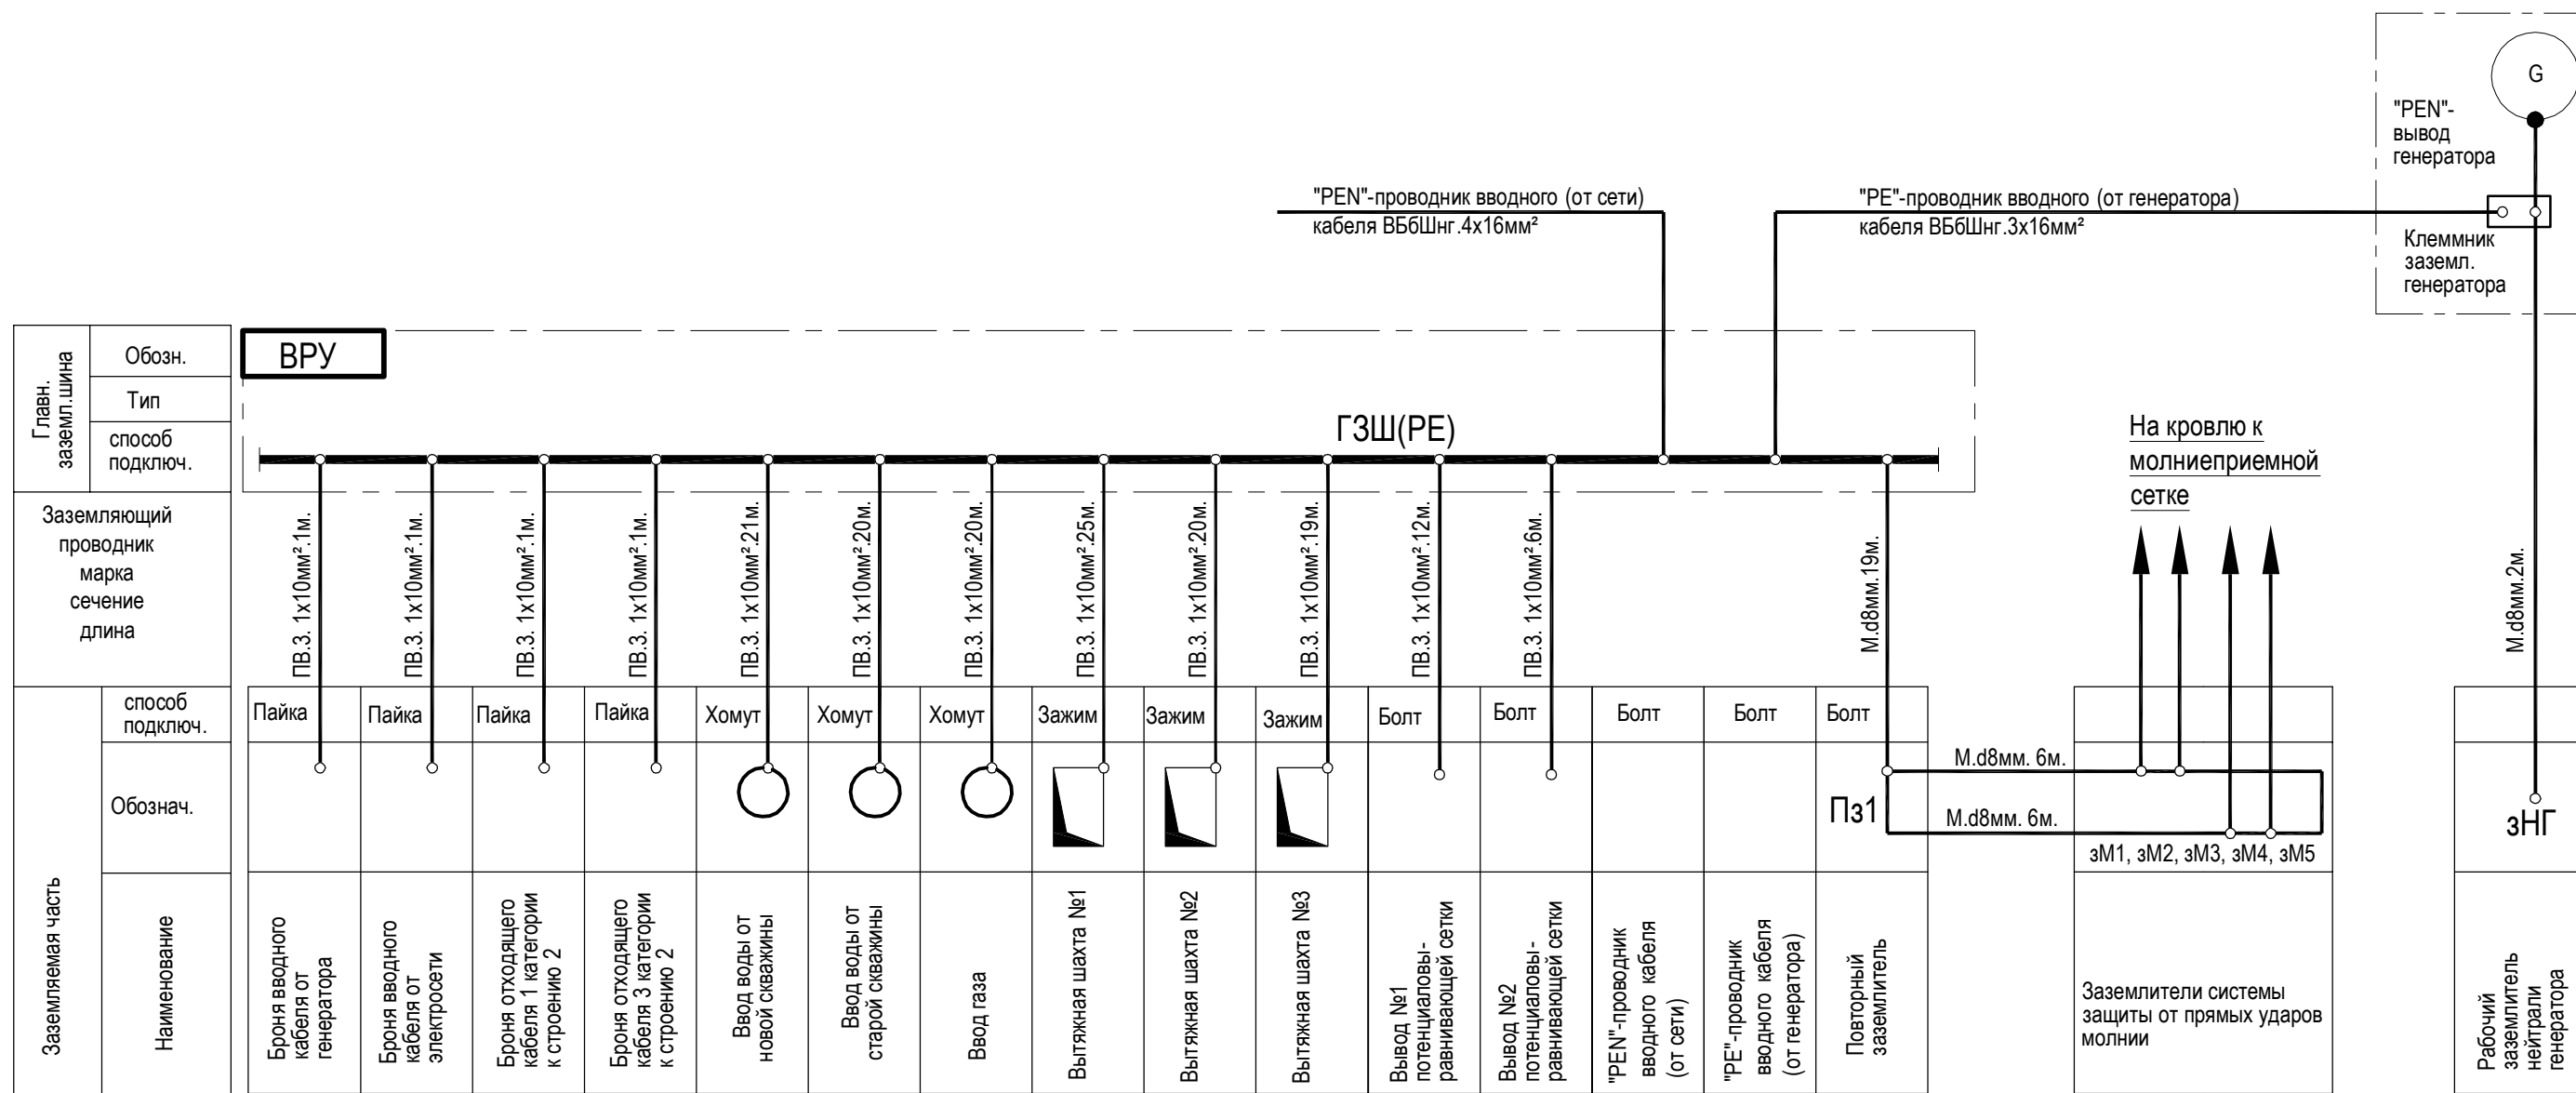 G
"PEN"-
вывод
генератора
"PEN"-проводник вводного (от сети)
кабеля ВБбШнг.4х16мм²
"PE"-проводник вводного (от генератора)
кабеля ВБбШнг.3х16мм²
Клеммник
заземл.
генератора
Главн.
заземл.шина
Обозн.
Тип
способ
подключ.
ВРУ
ГЗШ(PE)
На кровлю к
молниеприемной
сетке
Заземляющий
проводник
марка
сечение
длина
ПВ.3. 1х10мм².1м.
ПВ.3. 1х10мм².1м.
ПВ.3. 1х10мм².1м.
ПВ.3. 1х10мм².1м.
ПВ.3. 1х10мм².21м.
ПВ.3. 1х10мм².20м.
ПВ.3. 1х10мм².20м.
ПВ.3. 1х10мм².25м.
ПВ.3. 1х10мм².20м.
ПВ.3. 1х10мм².19м.
ПВ.3. 1х10мм².12м.
ПВ.3. 1х10мм².6м.
М.d8мм.19м.
М.d8мм.2м.
Заземляемая часть
способ
подключ.
Пайка
Пайка
Пайка
Пайка
Хомут
Хомут
Хомут
Зажим
Зажим
Зажим
Болт
Болт
Болт
Болт
Болт
Обознач.
Пз1
М.d8мм. 6м.
М.d8мм. 6м.
зМ1, зМ2, зМ3, зМ4, зМ5
зНГ
Наименование
Броня вводного
кабеля от
генератора
Броня вводного
кабеля от
электросети
Броня отходящего
кабеля 1 категории
к строению 2
Броня отходящего
кабеля 3 категории
к строению 2
Ввод воды от
новой скважины
Ввод воды от
старой скважины
Ввод газа
Вытяжная шахта №1
Вытяжная шахта №2
Вытяжная шахта №3
Вывод №1
потенциаловы-
равнивающей сетки
Вывод №2
потенциаловы-
равнивающей сетки
"PEN"-проводник
вводного кабеля
(от сети)
"PE"-проводник
вводного кабеля
(от генератора)
Повторный
заземлитель
Заземлители системы
защиты от прямых ударов
молнии
Рабочий
заземлитель
нейтрали
генератора